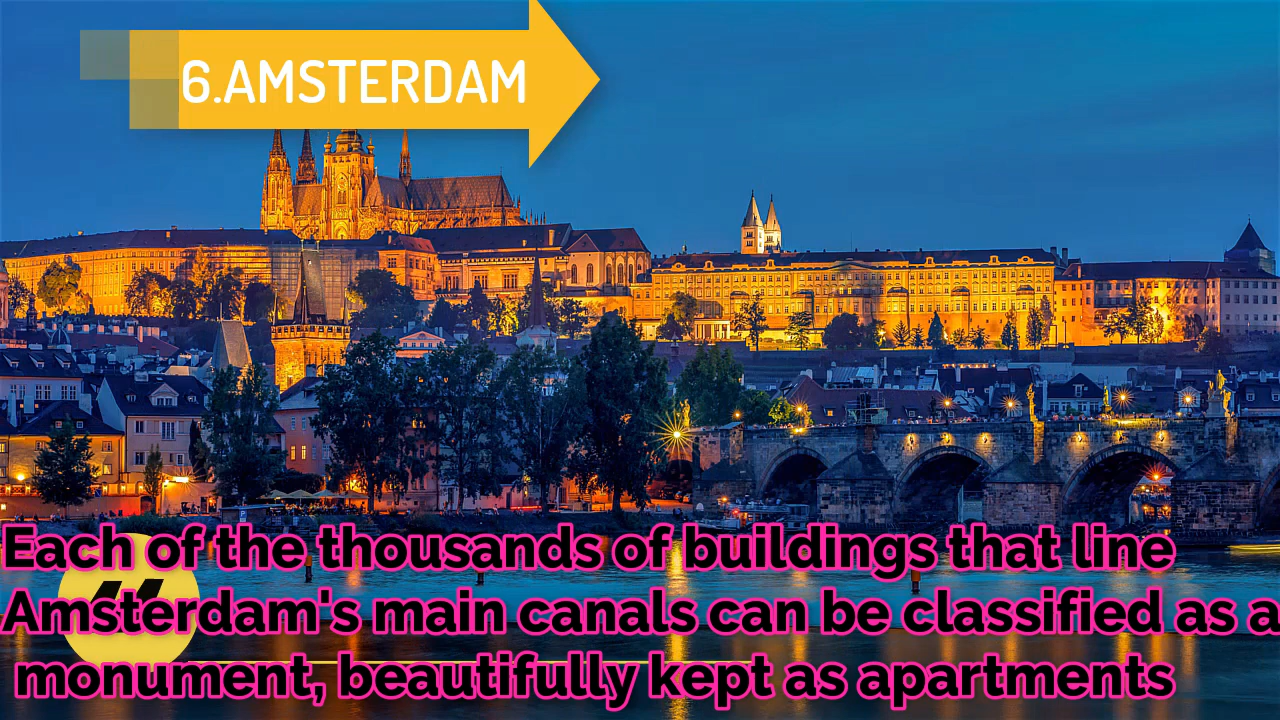 6.AMSTERDAM
Each of the thousands of buildings that line
Amsterdam's main canals can be classified as a
monument, beautifully kept as apartments